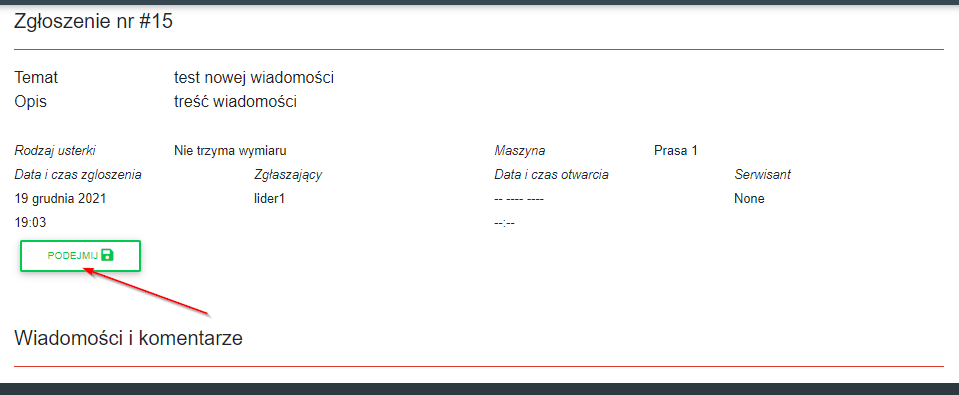 Zgłoszenie nr #15
Temat test nowej wiadomości
Opis treść wiadomości
Rodzaj usterki Nie trzyma wymiaru Maszyna Prasa 1
Data i czas zgloszenia Zgłaszający Data i czas otwarcia Serwisant
19 grudnia 2021 lider1 -- ---- ---- None
19:03 --:--
PODEJMIJ
Wiadomości i komentarze